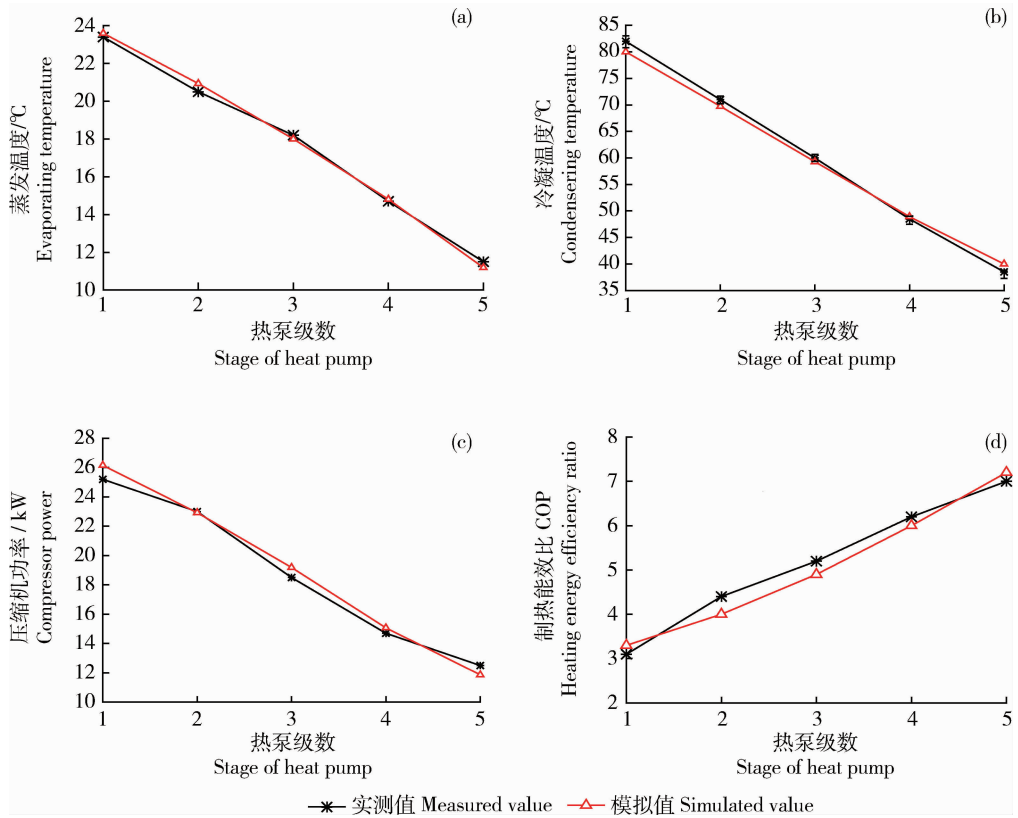 (a)
24
22
20
18
16
14
12
10
蒸发温度/℃
Evaporating temperature
1 2 3 4 5
热泵级数
Stage of heat pump
(b)
85
80
75
70
65
60
55
50
45
40
35
冷凝温度/℃
Condensering temperature
1 2 3 4 5
热泵级数
Stage of heat pump
(c)
28
26
24
22
20
18
16
14
12
10
压缩机功率 / kW
Compressor power
1 2 3 4 5
热泵级数
Stage of heat pump
(d)
8
7
6
5
4
3
2
制热能效比 COP
Heating energy efficiency ratio
1 2 3 4 5
热泵级数
Stage of heat pump
实测值 Measured value 模拟值 Simulated value